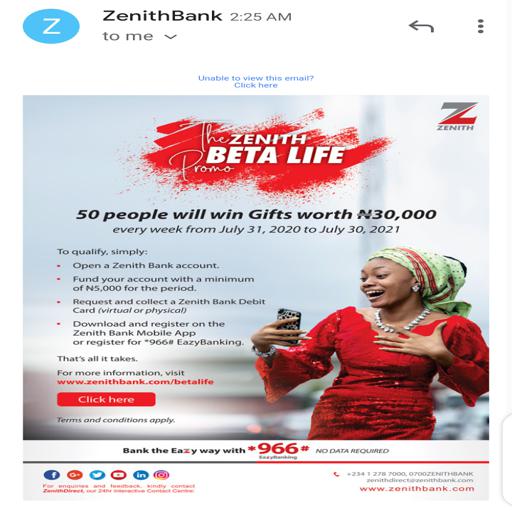 Z
ZenithBank 2:25 AM
to me
Unable to view this email?
Click here
Z
ZENITH
The ZENITH
BETA LIFE
Promo
50 people will win Gifts worth ₦30,000
every week from July 31, 2020 to July 30, 2021
To qualify, simply:
• Open a Zenith Bank account.
• Fund your account with a minimum
of ₦5,000 for the period.
• Request and collect a Zenith Bank Debit
Card (virtual or physical)
• Download and register on the
Zenith Bank Mobile App
or register for *966# EazyBanking.
That's all it takes.
For more information, visit
www.zenithbank.com/betalife
Click here
Terms and conditions apply.
Bank the Eazy way with *966# NO DATA REQUIRED
EazyBanking
For enquiries and feedback, kindly contact
ZenithDirect, our 24hr Interactive Contact Centre:
+234 1 278 7000, 0700ZENITHBANK
zenithdirect@zenithbank.com
www.zenithbank.com